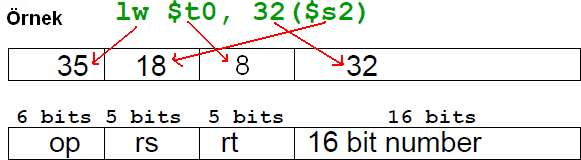 Örnek lw $t0, 32($s2)
35 18 8 32
6 bits 5 bits 5 bits 16 bits
op rs rt 16 bit number